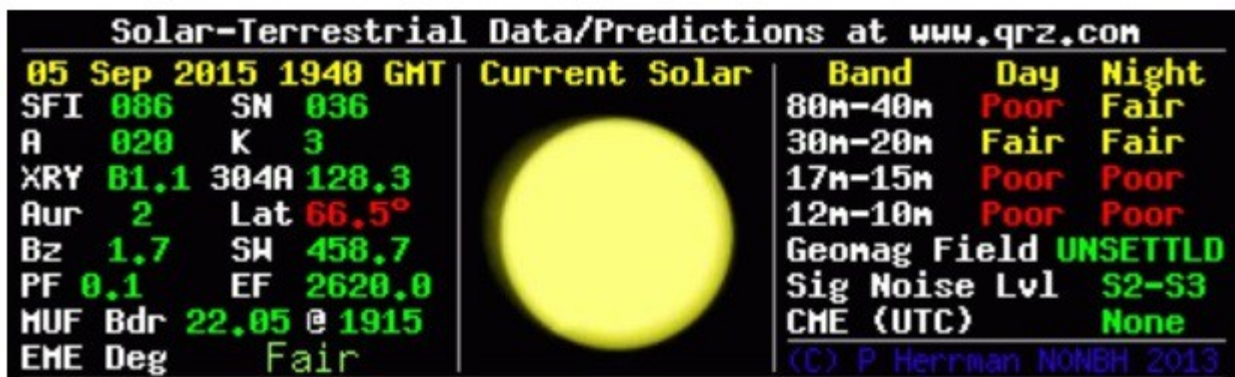 Solar-Terrestrial Data/Predictions at www.qrz.com
05 Sep 2015 1940 GMT
SFI 086 SN 036
A 020 K 3
XRY B1.1 304A 128.3
Aur 2 Lat 66.5°
Bz 1.7 SW 458.7
PF 0.1 EF 2620.0
MUF Bdr 22.05 @ 1915
EME Deg Fair
Current Solar
Band Day Night
80m-40m Poor Fair
30m-20m Fair Fair
17m-15m Poor Poor
12m-10m Poor Poor
Geomag Field UNSETTLD
Sig Noise Lvl S2-S3
CME (UTC) None
(C) P Herrman N0NBH 2013